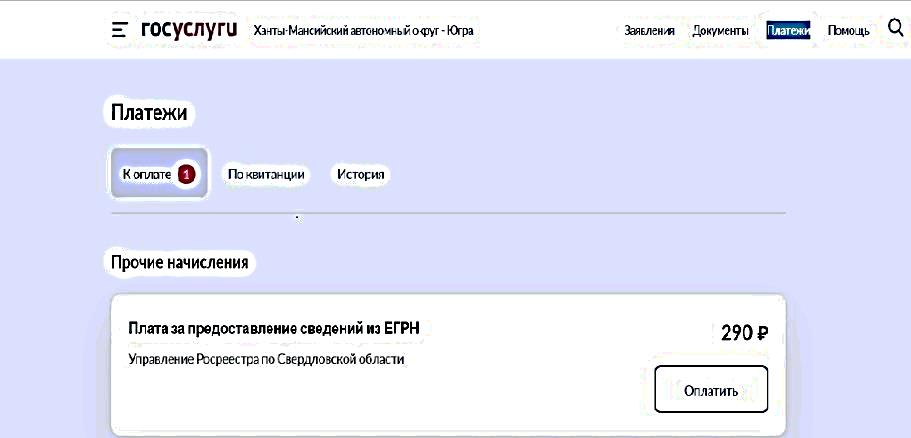 госуслуги Ханты-Мансийский автономный округ - Югра Заявления Документы Платежи Помощь
Платежи
К оплате 1 По квитанции История
Прочие начисления
Плата за предоставление сведений из ЕГРН
290 ₽
Управление Росреестра по Свердловской области
Оплатить